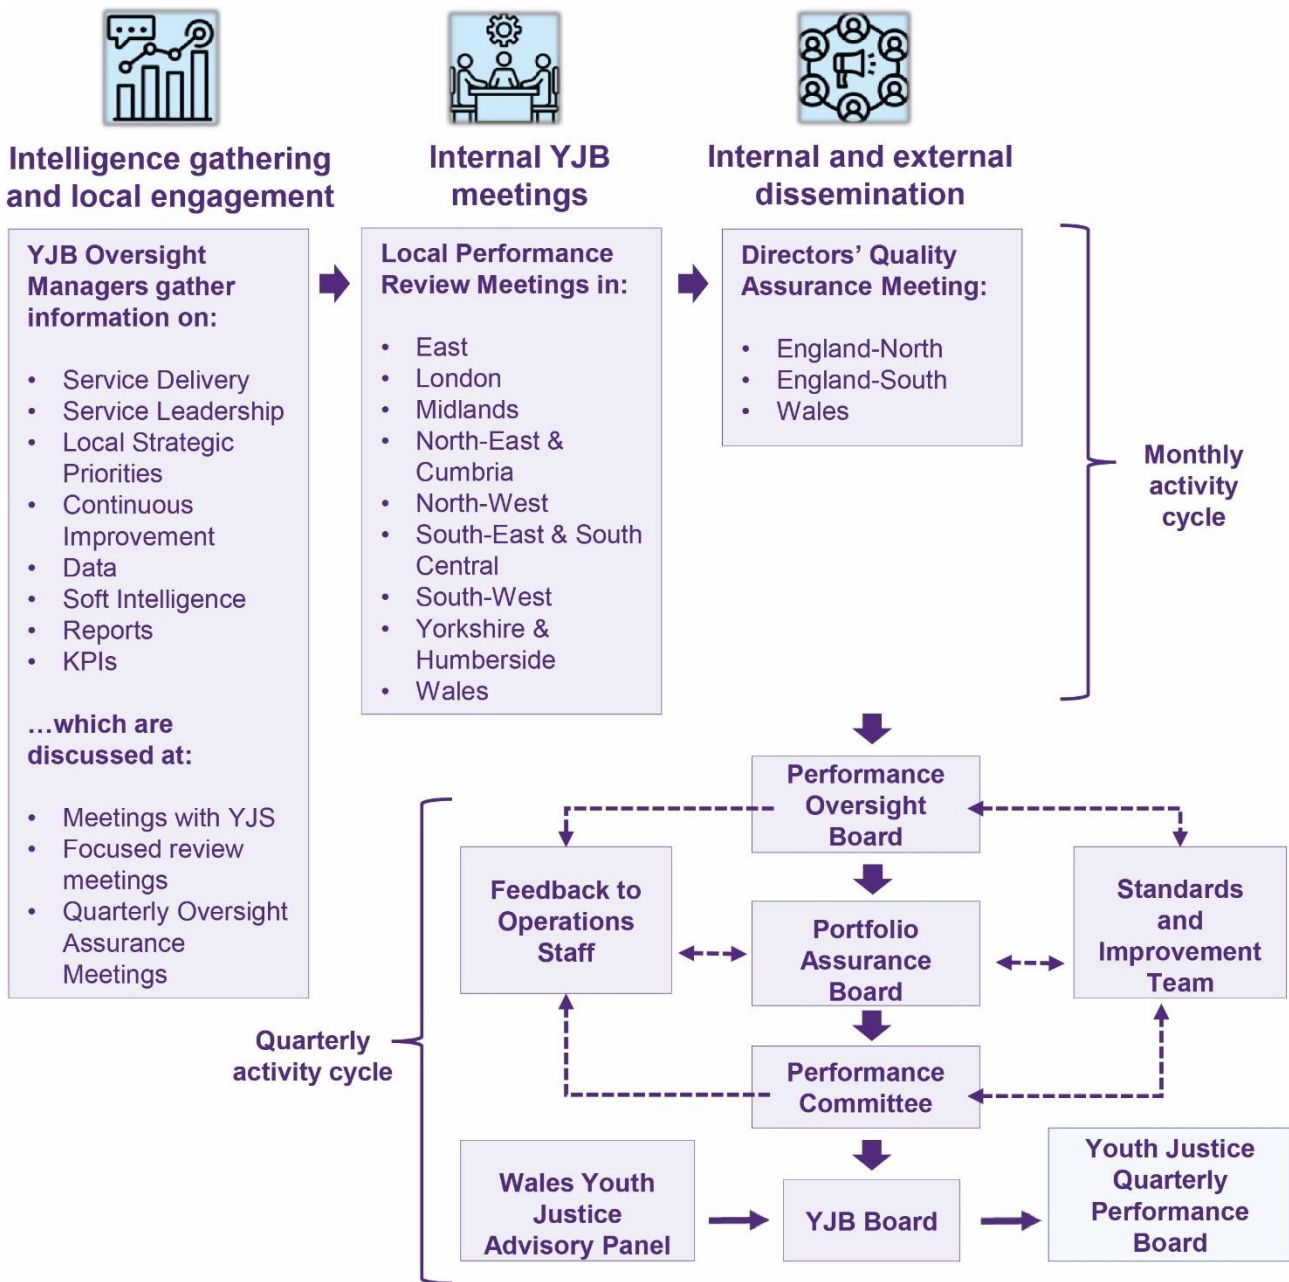 Intelligence gathering
and local engagement
Internal YJB
meetings
Internal and external
dissemination
YJB Oversight
Managers gather
information on:
• Service Delivery
• Service Leadership
• Local Strategic
Priorities
• Continuous
Improvement
• Data
• Soft Intelligence
• Reports
• KPIs
…which are
discussed at:
• Meetings with YJS
• Focused review
meetings
• Quarterly Oversight
Assurance
Meetings
Local Performance
Review Meetings in:
• East
• London
• Midlands
• North-East &
Cumbria
• North-West
• South-East & South
Central
• South-West
• Yorkshire &
Humberside
• Wales
Directors’ Quality
Assurance Meeting:
• England-North
• England-South
• Wales
Monthly
activity
cycle
Performance
Oversight
Board
Feedback to
Operations
Staff
Portfolio
Assurance
Board
Standards
and
Improvement
Team
Quarterly
activity cycle
Performance
Committee
Wales Youth
Justice
Advisory Panel
YJB Board
Youth Justice
Quarterly
Performance
Board